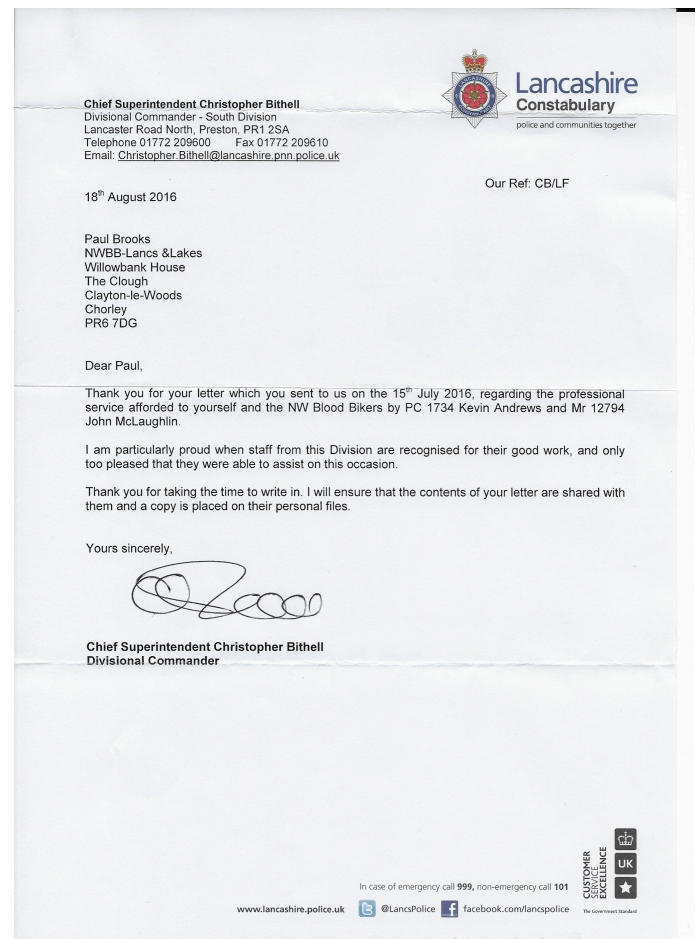 Lancashire
Constabulary
police and communities together
Chief Superintendent Christopher Bithell
Divisional Commander - South Division
Lancaster Road North, Preston, PR1 2SA
Telephone 01772 209600 Fax 01772 209610
Email: Christopher.Bithell@lancashire.pnn.police.uk
Our Ref: CB/LF
18th August 2016
Paul Brooks
NWBB-Lancs &Lakes
Willowbank House
The Clough
Clayton-le-Woods
Chorley
PR6 7DG
Dear Paul,
Thank you for your letter which you sent to us on the 15th July 2016, regarding the professional
service afforded to yourself and the NW Blood Bikers by PC 1734 Kevin Andrews and Mr 12794
John McLaughlin.
I am particularly proud when staff from this Division are recognised for their good work, and only
too pleased that they were able to assist on this occasion.
Thank you for taking the time to write in. I will ensure that the contents of your letter are shared with
them and a copy is placed on their personal files.
Yours sincerely,
Chief Superintendent Christopher Bithell
Divisional Commander
In case of emergency call 999, non-emergency call 101
www.lancashire.police.uk @LancsPolice facebook.com/lancspolice
CUSTOMER
SERVICE
EXCELLENCE
UK
The Government Standard